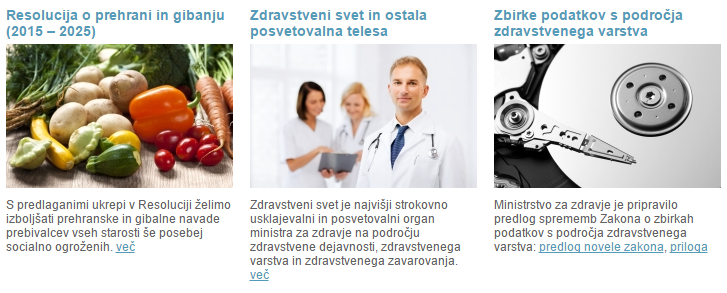 Resolucija o prehrani in gibanju
(2015 – 2025)
S predlaganimi ukrepi v Resoluciji želimo
izboljšati prehranske in gibalne navade
prebivalcev vseh starosti še posebej
socialno ogroženih. več
Zdravstveni svet in ostala
posvetovalna telesa
Zdravstveni svet je najvišji strokovno
usklajevalni in posvetovalni organ
ministra za zdravje na področju
zdravstvene dejavnosti, zdravstvenega
varstva in zdravstvenega zavarovanja.
več
Zbirke podatkov s področja
zdravstvenega varstva
Ministrstvo za zdravje je pripravilo
predlog sprememb Zakona o zbirkah
podatkov s področja zdravstvenega
varstva: predlog novele zakona, priloga